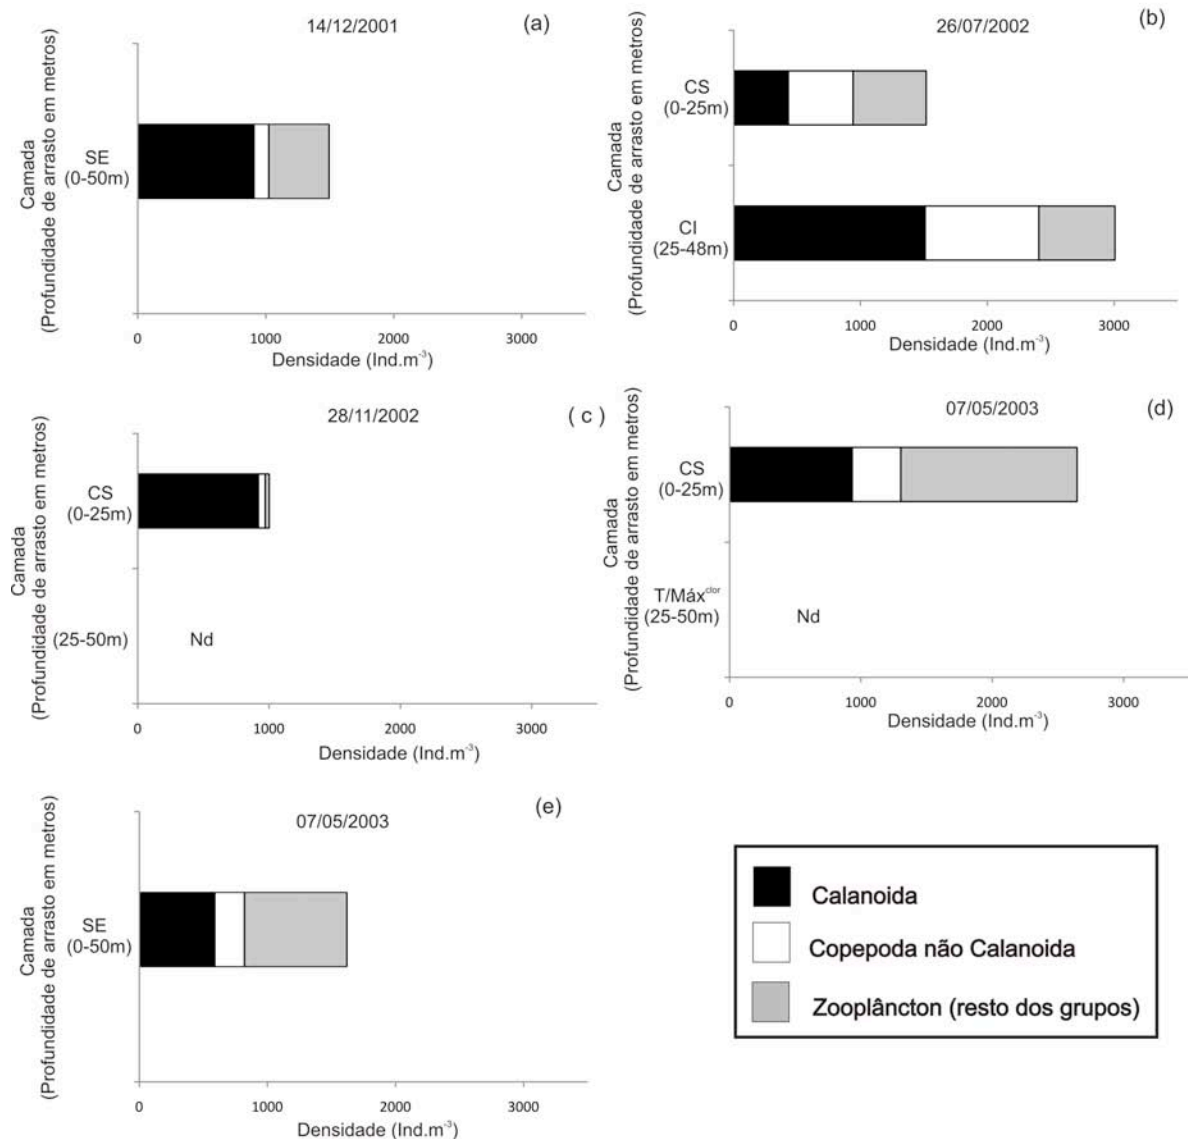 14/12/2001
(a)
Camada
(Profundidade de arrasto em metros)
SE
(0-50m)
0 1000 2000 3000
Densidade (Ind.m⁻³)
26/07/2002
(b)
Camada
(Profundidade de arrasto em metros)
CS
(0-25m)
CI
(25-48m)
0 1000 2000 3000
Densidade (Ind.m⁻³)
28/11/2002
( c )
Camada
(Profundidade de arrasto em metros)
CS
(0-25m)
(25-50m)
Nd
0 1000 2000 3000
Densidade (Ind.m⁻³)
07/05/2003
(d)
Camada
(Profundidade de arrasto em metros)
CS
(0-25m)
T/Máxᶜˡᵒʳ
(25-50m)
Nd
0 1000 2000 3000
Densidade (Ind.m⁻³)
07/05/2003
(e)
Camada
(Profundidade de arrasto em metros)
SE
(0-50m)
0 1000 2000 3000
Densidade (Ind.m⁻³)
Calanoida
Copepoda não Calanoida
Zooplâncton (resto dos grupos)